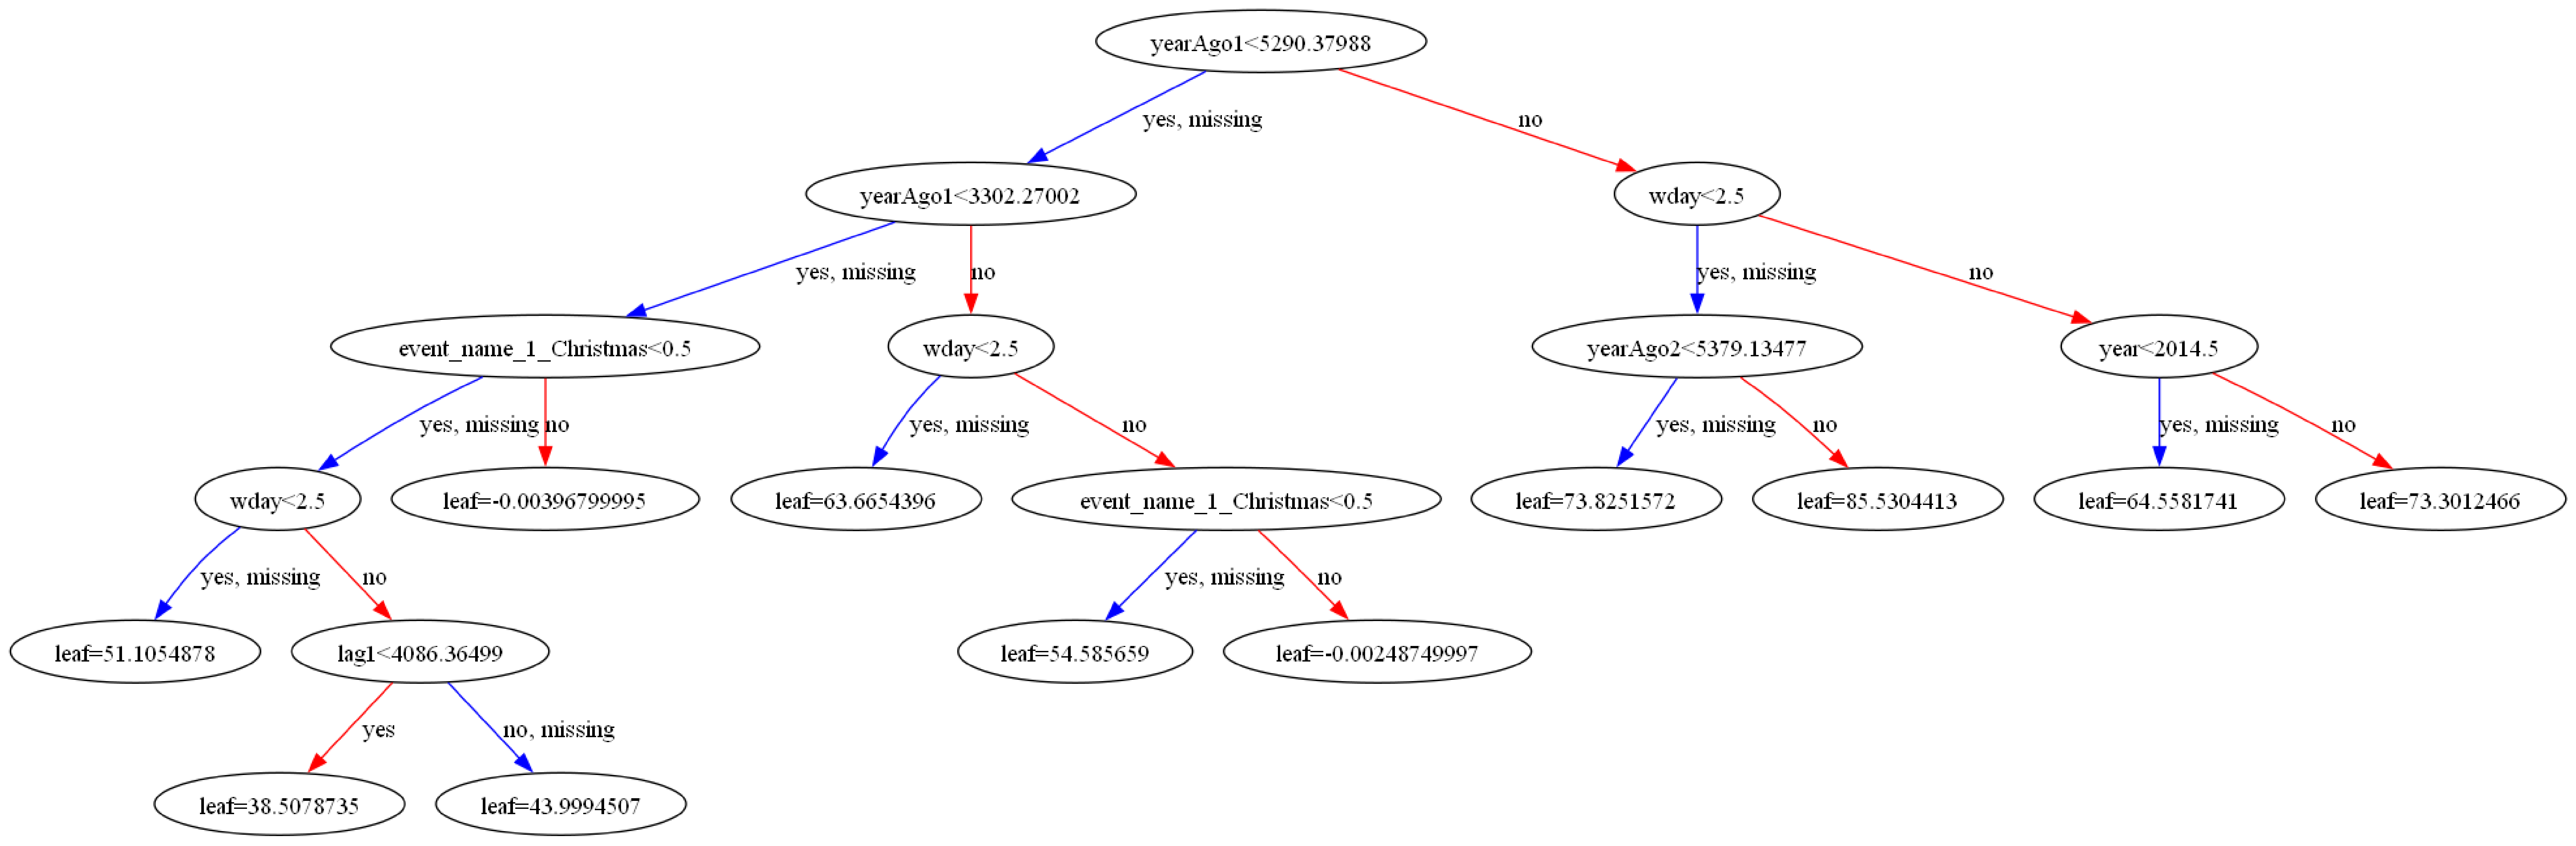 yearAgo1<5290.37988
yes, missing
no
yearAgo1<3302.27002
wday<2.5
yes, missing
no
yes, missing
no
event_name_1_Christmas<0.5
wday<2.5
yearAgo2<5379.13477
year<2014.5
yes, missing
no
yes, missing
no
yes, missing
no
yes, missing
no
wday<2.5
leaf=-0.00396799995
leaf=63.6654396
event_name_1_Christmas<0.5
leaf=73.8251572
leaf=85.5304413
leaf=64.5581741
leaf=73.3012466
yes, missing
no
yes, missing
no
leaf=51.1054878
lag1<4086.36499
leaf=54.585659
leaf=-0.00248749997
yes
no, missing
leaf=38.5078735
leaf=43.9994507